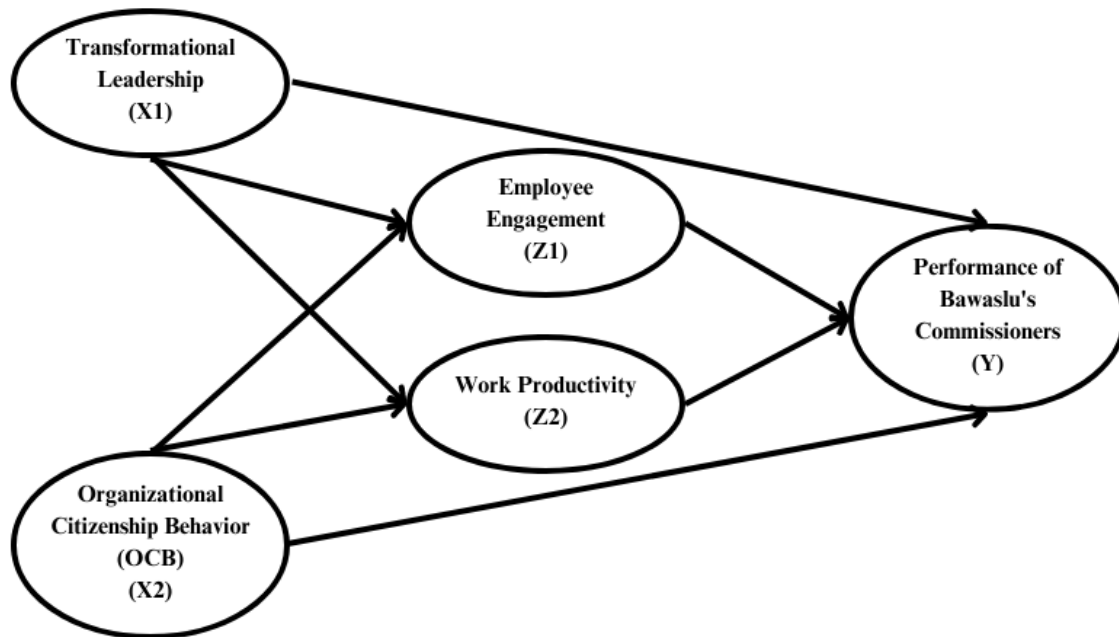 Transformational
Leadership
(X1)
Employee
Engagement
(Z1)
Performance of
Bawaslu's
Commissioners
(Y)
Work Productivity
(Z2)
Organizational
Citizenship Behavior
(OCB)
(X2)